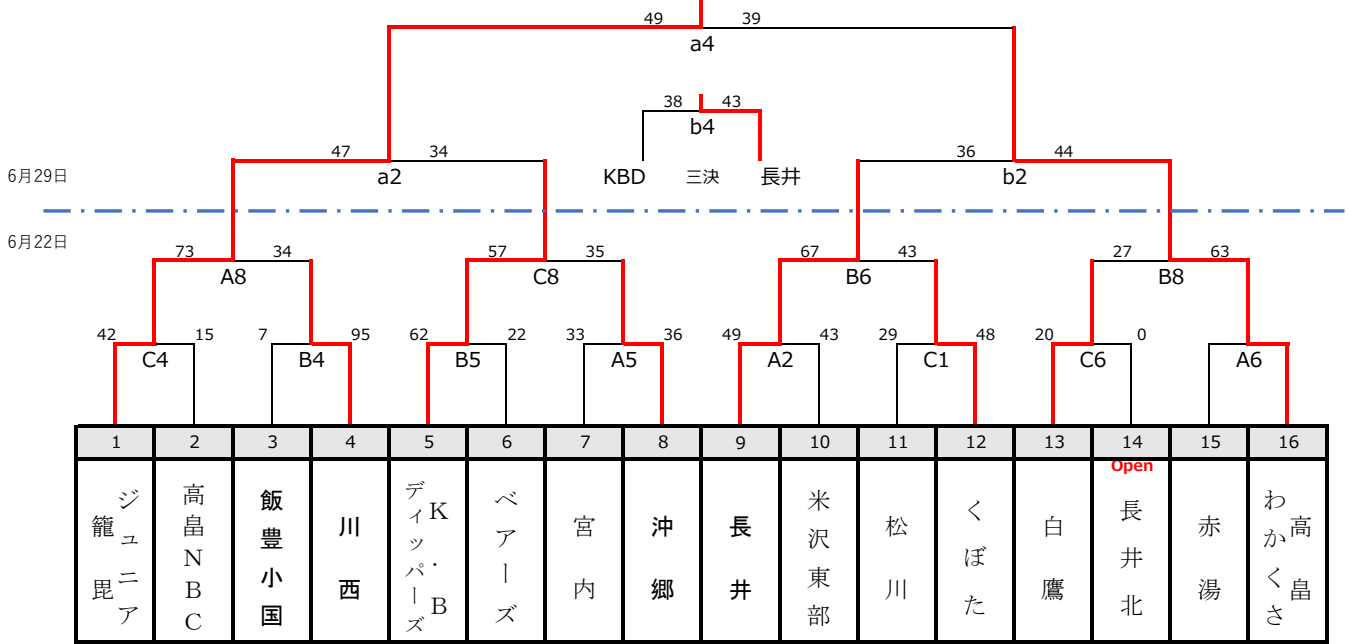 49 39
a4
38 43
b4
47 34
36 44
6月29日
a2
KBD 三決 長井
b2
6月22日
73 34
57 35
67 43
27 63
A8
C8
B6
B8
42 15
7 95
62 22
33 36
49 43
29 48
20 0
C4
B4
B5
A5
A2
C1
C6
A6
1 2 3 4 5 6 7 8 9 10 11 12 13 14 15 16
Open
ジュニア
籠毘
高畠NBC
飯豊小国
川西
K・B
ディッパーズ
ベアーズ
宮内
沖郷
長井
米沢東部
松川
くぼた
白鷹
長井北
赤湯
高畠
わかくさ